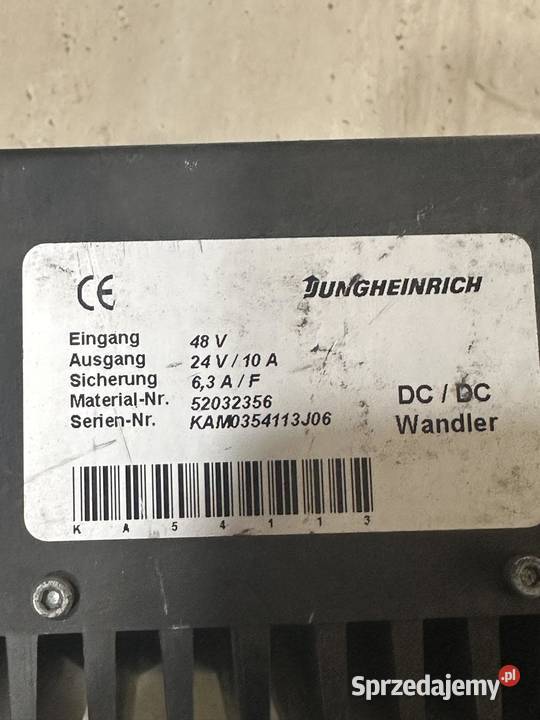 CE
JUNGHEINRICH
Eingang 48 V
Ausgang 24 V / 10 A
Sicherung 6,3 A / F
Material-Nr. 52032356
Serien-Nr. KAM0354113J06
DC / DC
Wandler
K A 5 4 1 1 3
Sprzedajemy.pl